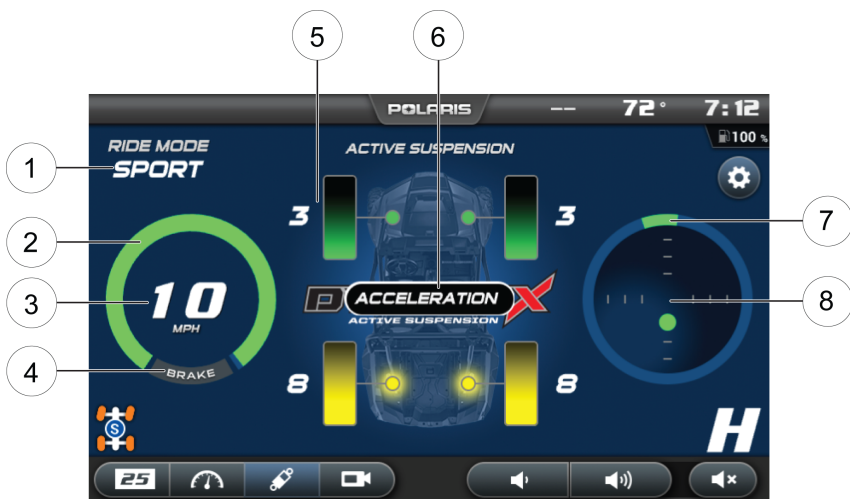 5
6
POLARIS
--
72°
7:12
100 %
RIDE MODE
SPORT
ACTIVE SUSPENSION
1
2
3
4
3
3
7
8
10
MPH
BRAKE
ACCELERATION
X
ACTIVE SUSPENSION
8
8
S
H
25